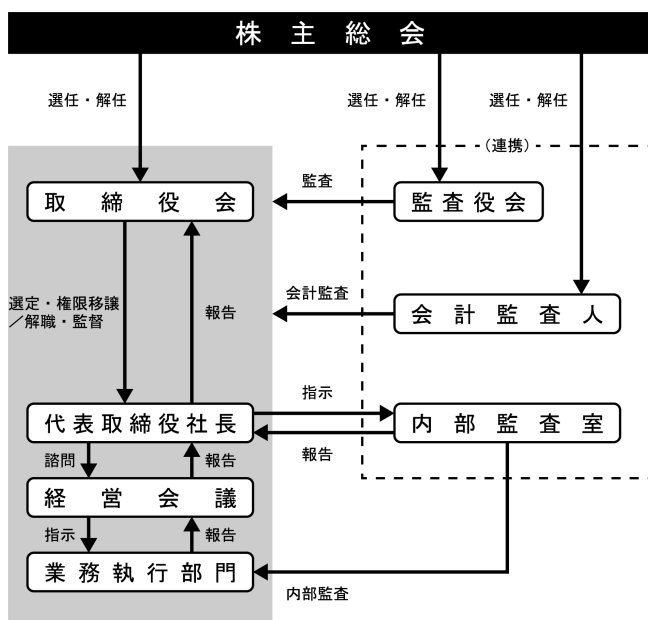 株主総会
選任・解任
選任・解任
選任・解任
(連携)
取締役会
監査
監査役会
選定・権限移譲
／解職・監督
報告
会計監査
会計監査人
代表取締役社長
指示
報告
内部監査室
諮問
報告
経営会議
指示
報告
業務執行部門
内部監査